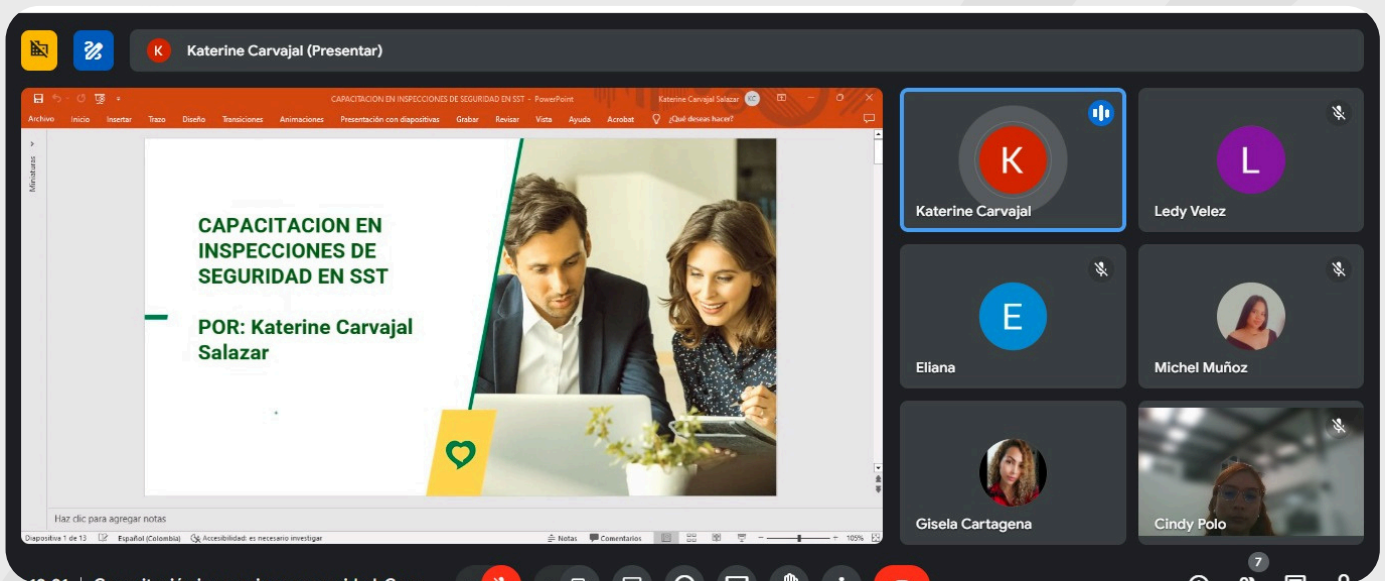 K Katerine Carvajal (Presentar)
CAPACITACION EN INSPECCIONES DE SEGURIDAD EN SST - PowerPoint
Katerine Carvajal Salazar KC
Archivo Inicio Insertar Trazo Diseño Transiciones Animaciones Presentación con diapositivas Grabar Revisar Vista Ayuda Acrobat ¿Qué deseas hacer?
Miniaturas
CAPACITACION EN
INSPECCIONES DE
SEGURIDAD EN SST
POR: Katerine Carvajal
Salazar
Haz clic para agregar notas
Diapositiva 1 de 13 Español (Colombia) Accesibilidad: es necesario investigar Notas Comentarios 105%
K
Katerine Carvajal
L
Ledy Velez
E
Eliana
Michel Muñoz
Gisela Cartagena
Cindy Polo
7